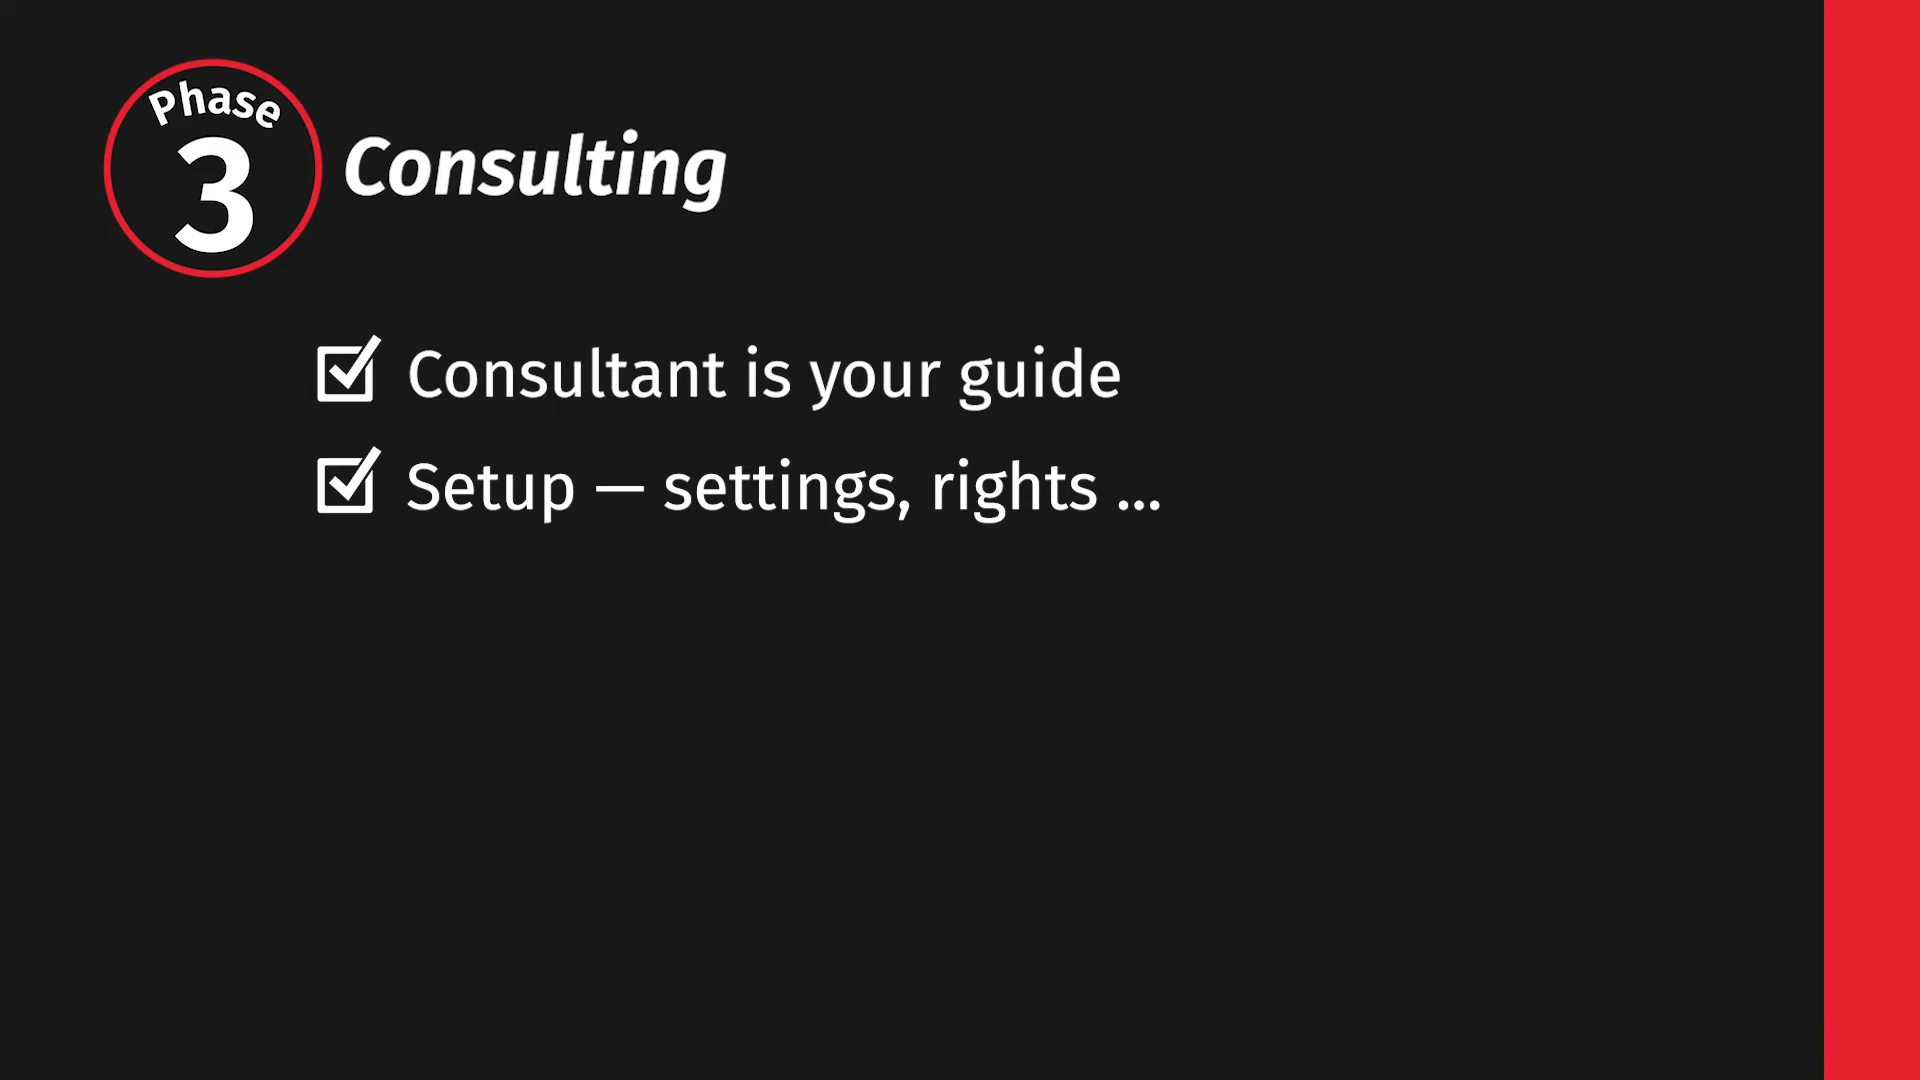 Phase
3
Consulting
Consultant is your guide
Setup — settings, rights ...